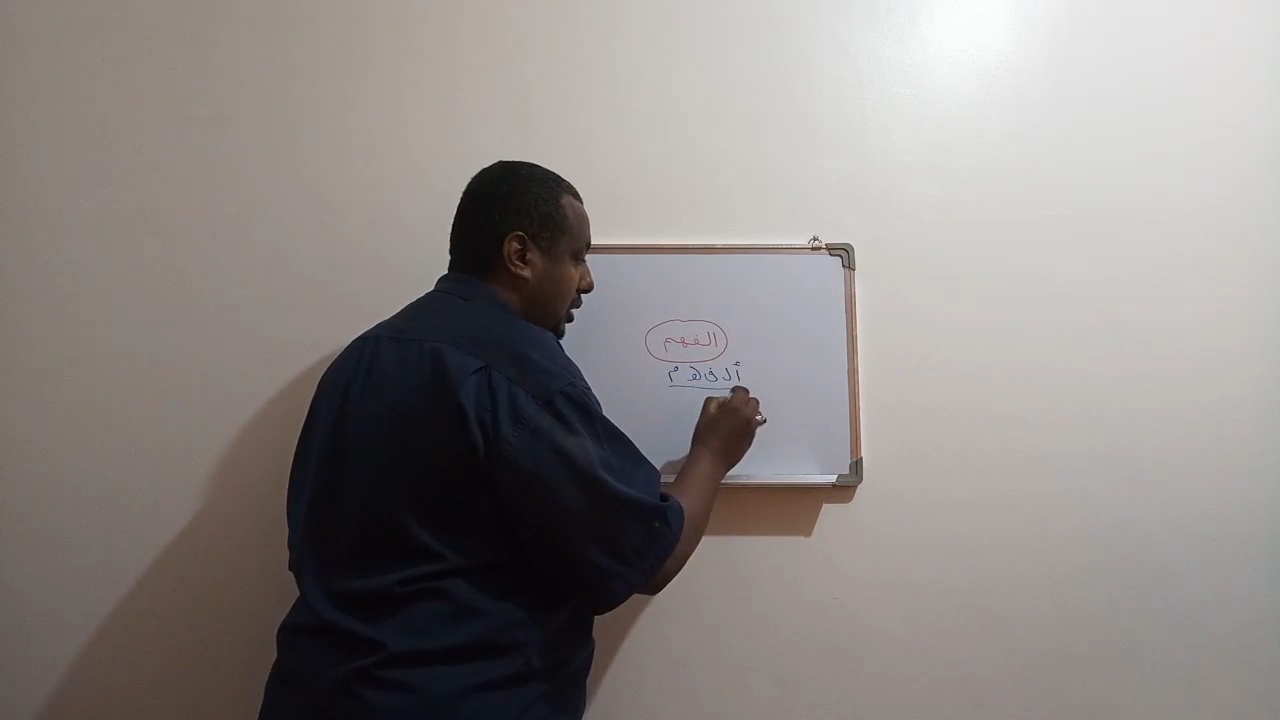 الفهم
أ ل ف ه م